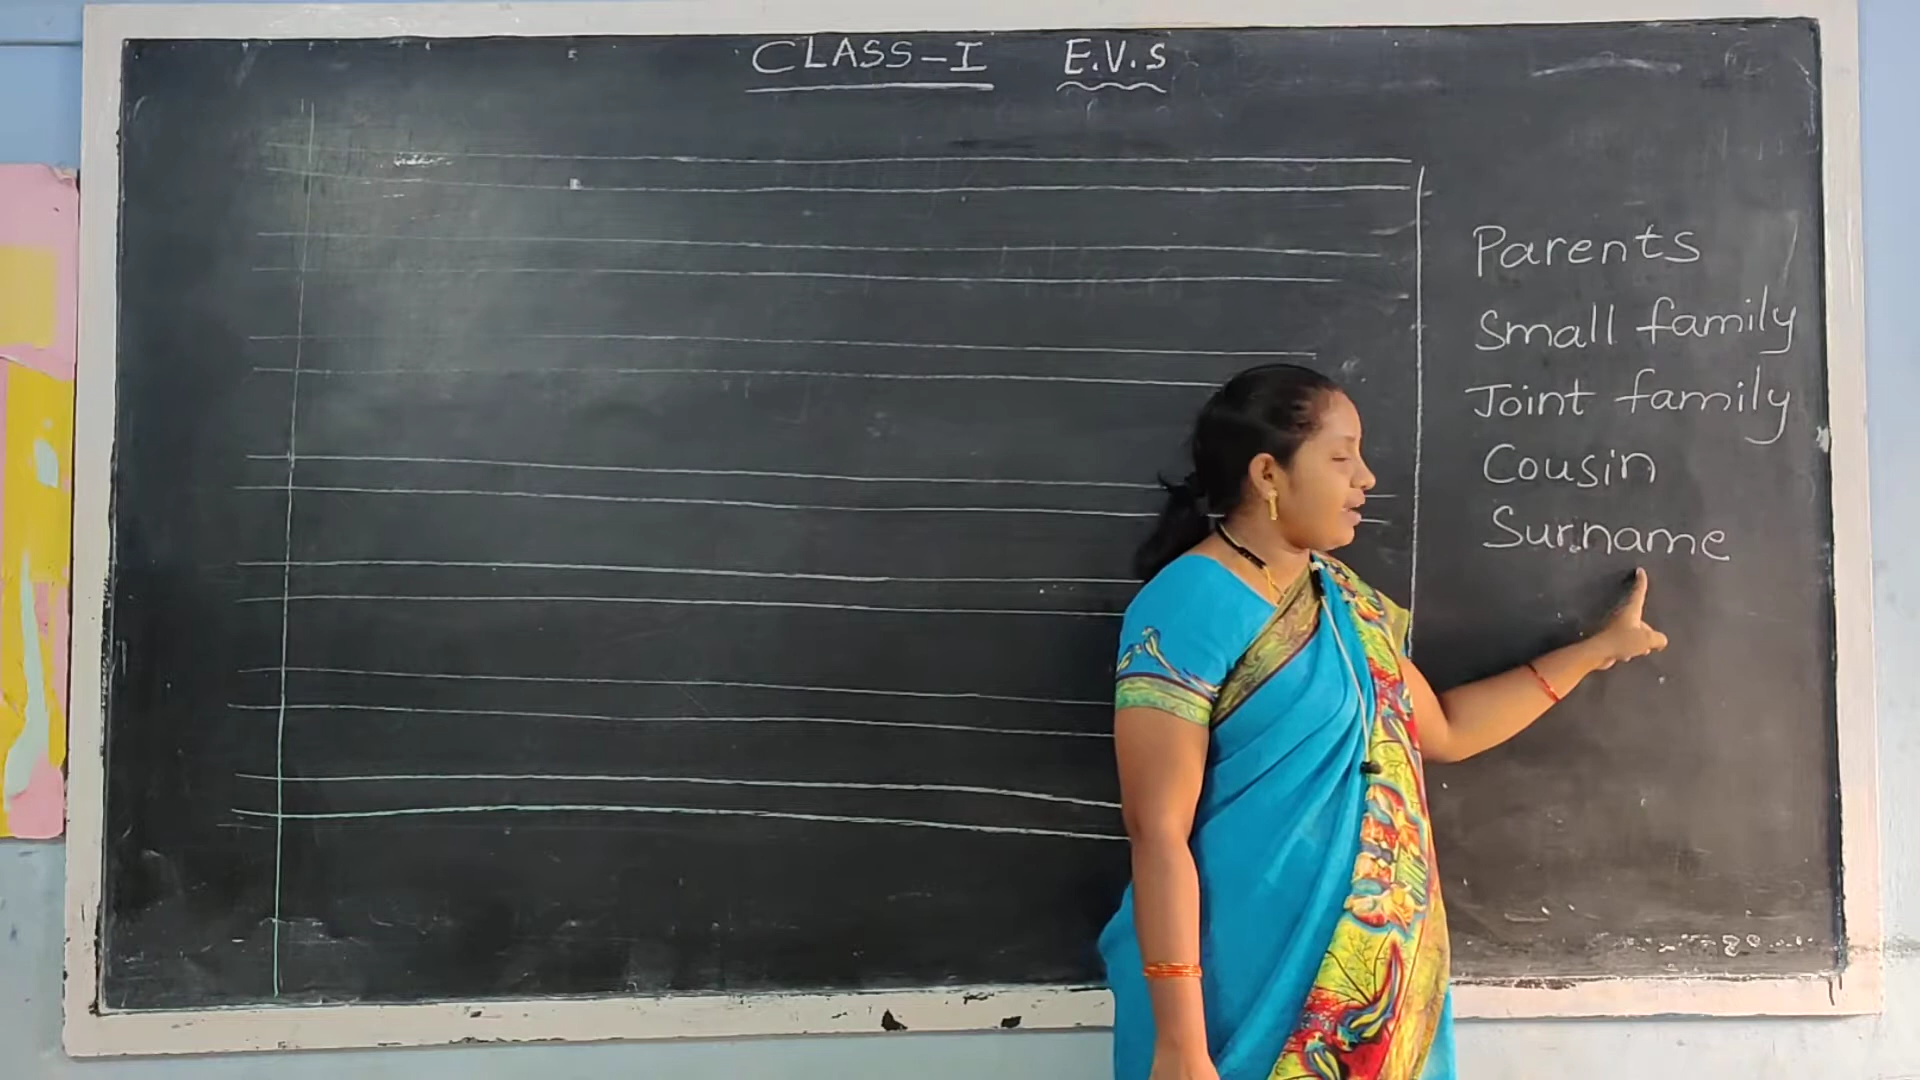 CLASS-I E.V.S
Parents
Small family
Joint family
Cousin
Surname